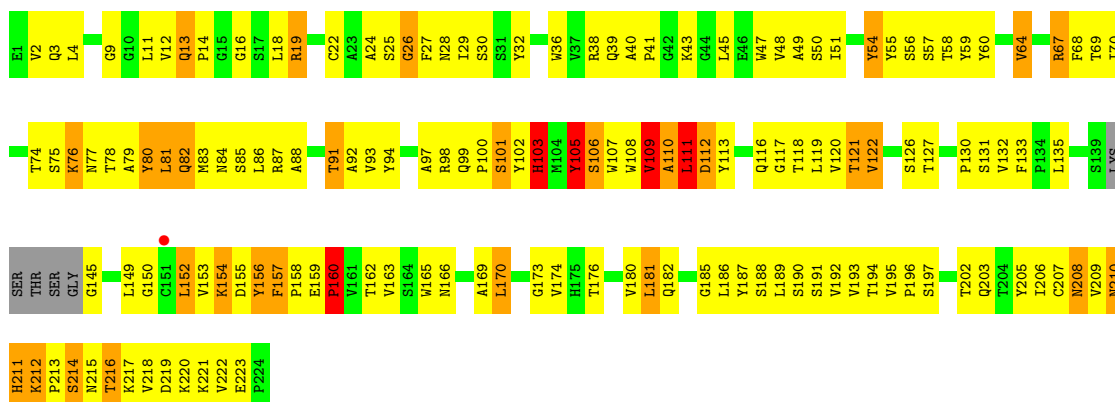 E1 V2 Q3 L4 G9 G10 L11 V12 Q13 P14 G15 G16 S17 L18 R19 C22 A23 A24 S25 G26 F27 N28 I29 S30 S31 Y32 W36 V37 R38 Q39 A40 P41 G42 K43 G44 L45 E46 W47 V48 A49 S50 I51 Y54 Y55 S56 S57 T58 Y59 Y60 V64 R67 F68 T69
T74 S75 K76 N77 T78 A79 Y80 L81 Q82 M83 N84 S85 L86 R87 A88 T91 A92 V93 Y94 A97 R98 Q99 P100 S101 Y102 H103 M104 Y105 S106 W107 W108 V109 A110 L111 D112 Y113 Q116 G117 T118 L119 V120 T121 V122 S126 T127 P130 S131 V132 F133 P134 L135 S139 LYS
SER THR SER GLY G145 L149 G150 C151 L152 V153 K154 D155 Y156 F157 P158 E159 P160 V161 T162 V163 S164 W165 N166 A169 L170 G173 V174 H175 T176 V180 L181 Q182 G185 L186 Y187 S188 L189 S190 S191 V192 V193 T194 V195 P196 S197 T202 Q203 T204 Y205 I206 C207 N208 V209 N210
H211 K212 P213 S214 N215 T216 K217 V218 D219 K220 K221 V222 E223 P224